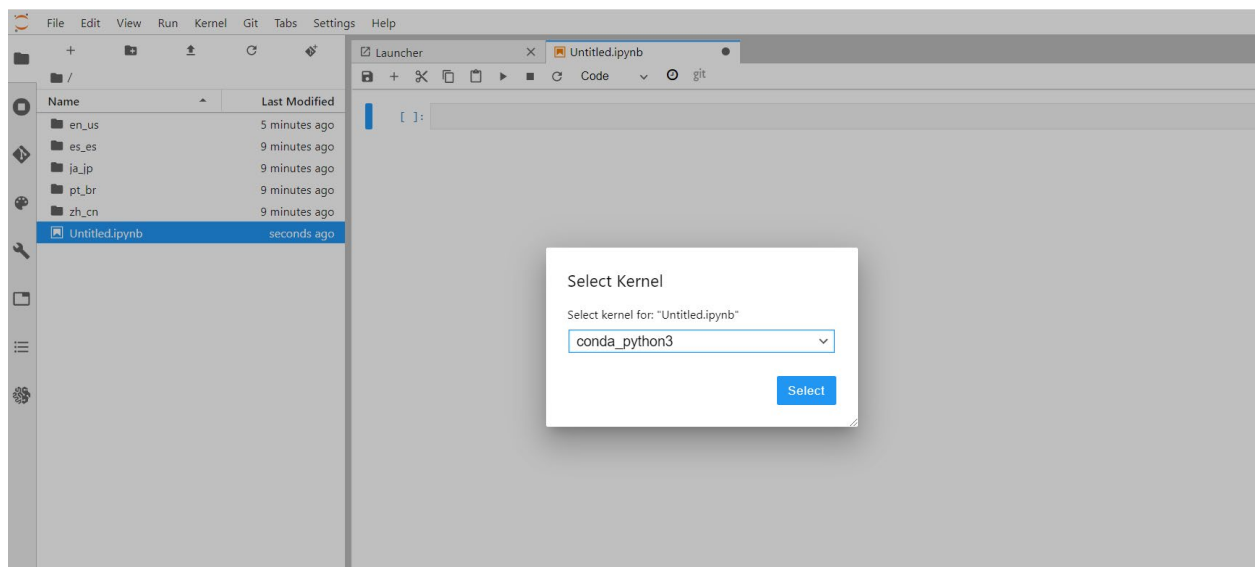 File Edit View Run Kernel Git Tabs Settings Help
Launcher Untitled.ipynb
Code git
/
Name Last Modified
en_us 5 minutes ago
es_es 9 minutes ago
ja_jp 9 minutes ago
pt_br 9 minutes ago
zh_cn 9 minutes ago
Untitled.ipynb seconds ago
[ ]:
Select Kernel
Select kernel for: "Untitled.ipynb"
conda_python3
Select